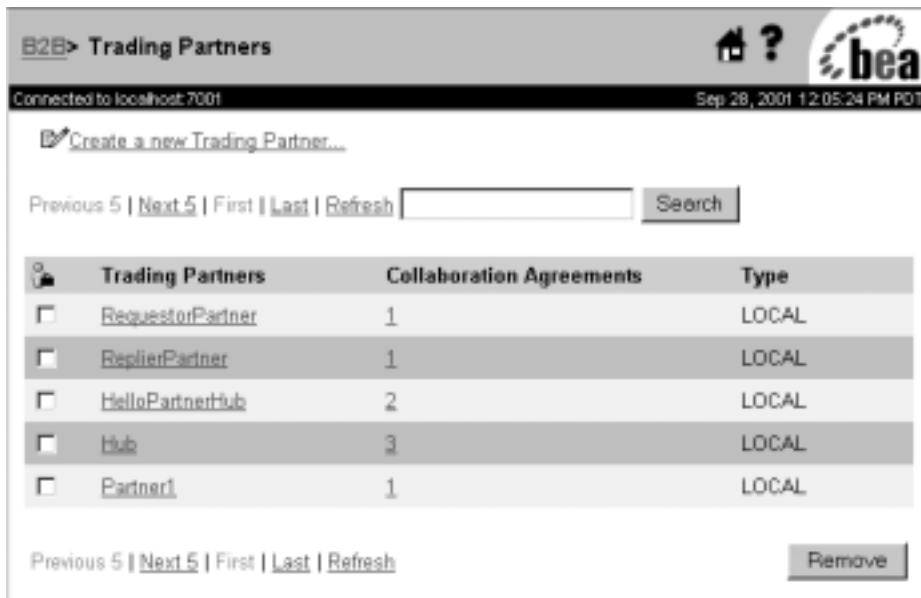 B2B> Trading Partners ?
bea
Connected to localhost:7001 Sep 28, 2001 12:05:24 PM PDT
Create a new Trading Partner...
Previous 5 | Next 5 | First | Last | Refresh Search
Trading Partners Collaboration Agreements Type
RequestorPartner 1 LOCAL
ReplierPartner 1 LOCAL
HelloPartnerHub 2 LOCAL
Hub 3 LOCAL
Partner1 1 LOCAL
Previous 5 | Next 5 | First | Last | Refresh Remove